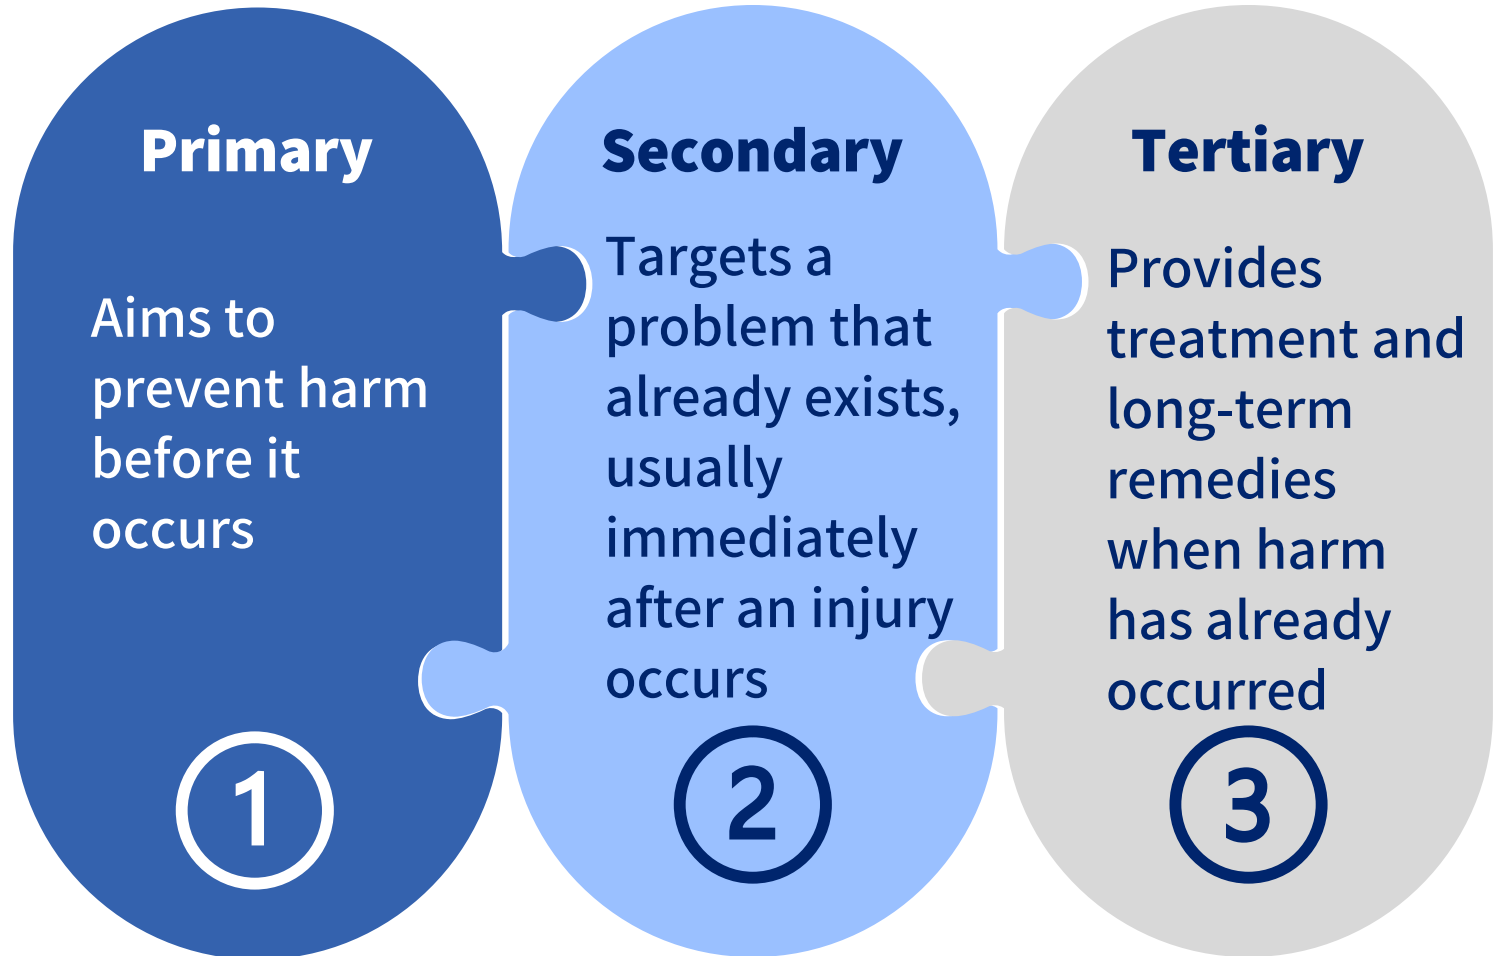 Primary
Aims to
prevent harm
before it
occurs
1
Secondary
Targets a
problem that
already exists,
usually
immediately
after an injury
occurs
2
Tertiary
Provides
treatment and
long-term
remedies
when harm
has already
occurred
3